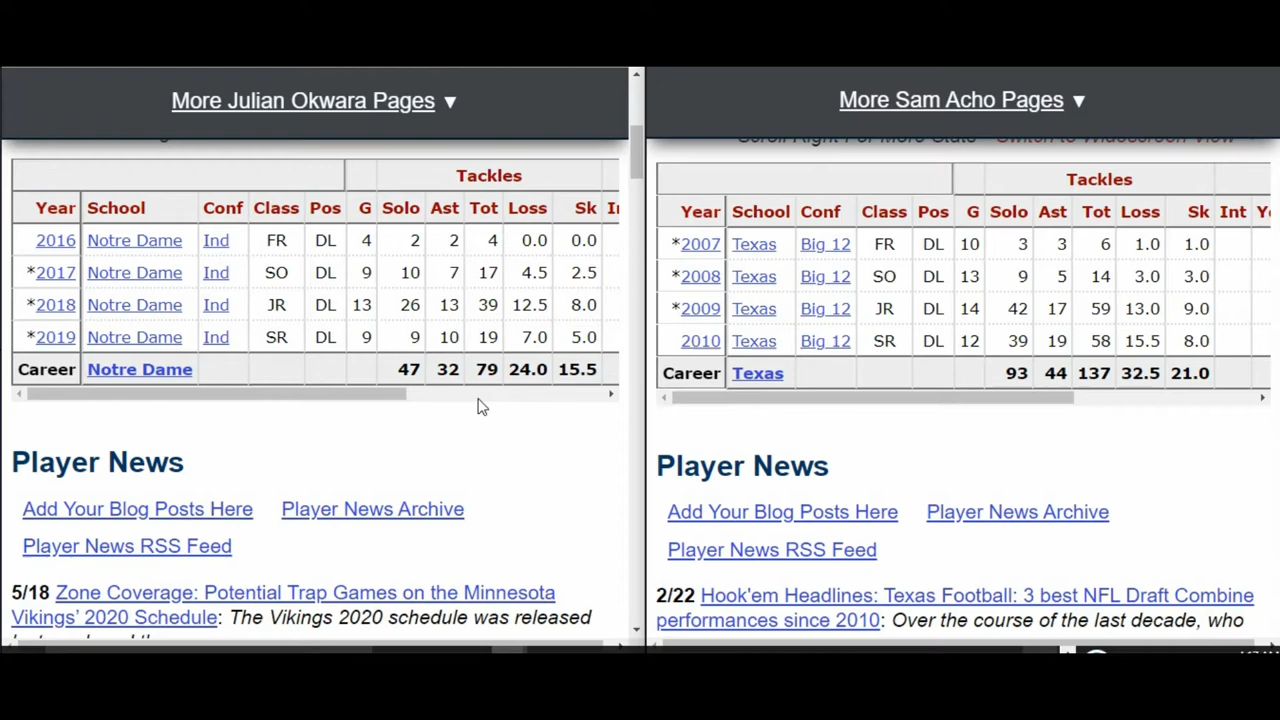 More Julian Okwara Pages ▼
Tackles
Year School Conf Class Pos G Solo Ast Tot Loss Sk
2016 Notre Dame Ind FR DL 4 2 2 4 0.0 0.0
*2017 Notre Dame Ind SO DL 9 10 7 17 4.5 2.5
*2018 Notre Dame Ind JR DL 13 26 13 39 12.5 8.0
*2019 Notre Dame Ind SR DL 9 9 10 19 7.0 5.0
Career Notre Dame 47 32 79 24.0 15.5
Player News
Add Your Blog Posts Here Player News Archive
Player News RSS Feed
5/18 Zone Coverage: Potential Trap Games on the Minnesota
Vikings' 2020 Schedule: The Vikings 2020 schedule was released
More Sam Acho Pages ▼
Scroll Right For More Stats · Switch to Widescreen View
Tackles
Year School Conf Class Pos G Solo Ast Tot Loss Sk Int
*2007 Texas Big 12 FR DL 10 3 3 6 1.0 1.0
*2008 Texas Big 12 SO DL 13 9 5 14 3.0 3.0
*2009 Texas Big 12 JR DL 14 42 17 59 13.0 9.0
2010 Texas Big 12 SR DL 12 39 19 58 15.5 8.0
Career Texas 93 44 137 32.5 21.0
Player News
Add Your Blog Posts Here Player News Archive
Player News RSS Feed
2/22 Hook'em Headlines: Texas Football: 3 best NFL Draft Combine
performances since 2010: Over the course of the last decade, who